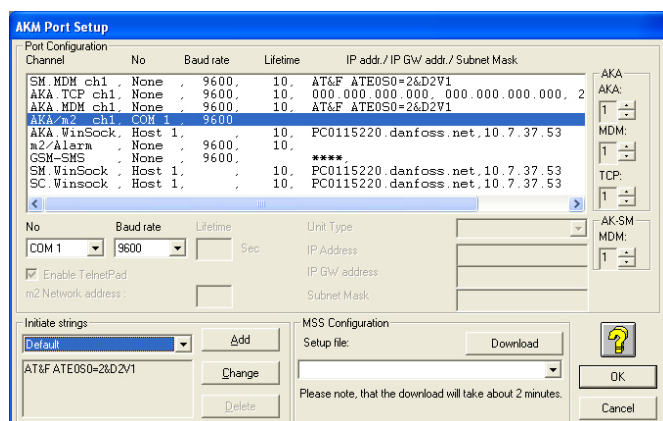 AKM Port Setup
Port Configuration
Channel No Baud rate Lifetime IP addr./ IP GW addr./ Subnet Mask
SM.MDM ch1 , None , 9600, 10, AT&F ATE0S0=2&D2V1
AKA.TCP ch1, None , 9600, 10, 000.000.000.000, 000.000.000.000, 2
AKA.MDM ch1, None , 9600, 10, AT&F ATE0S0=2&D2V1
AKA/m2 ch1, COM 1 , 9600
AKA.WinSock, Host 1, , 10, PC0115220.danfoss.net,10.7.37.53
m2/Alarm , None , 9600, 10,
GSM-SMS , None , 9600, ****,
SM.WinSock , Host 1, , 10, PC0115220.danfoss.net,10.7.37.53
SC.Winsock , Host 1, , 10, PC0115220.danfoss.net,10.7.37.53
AKA
AKA:
1
MDM:
1
TCP:
1
AK-SM
MDM:
1
No Baud rate Lifetime
COM 1 9600 Sec
Enable TelnetPad
m2 Network address :
Unit Type
IP Address
IP GW address
Subnet Mask
Initiate strings
Default
Add
AT&F ATE0S0=2&D2V1
Change
Delete
MSS Configuration
Setup file:
Download
Please note, that the download will take about 2 minutes.
OK
Cancel